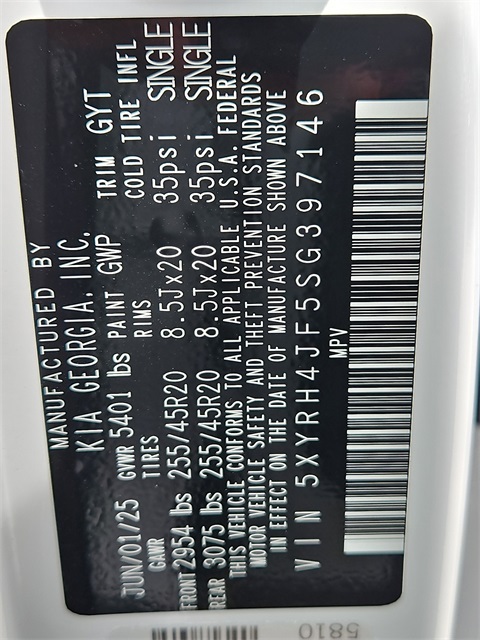 MANUFACTURED BY
KIA GEORGIA, INC.
JUN/01/25 GVWR 5401 lbs PAINT GWP TRIM GYT
GAWR TIRES RIMS COLD TIRE INFL
FRONT 2954 lbs 255/45R20 8.5Jx20 35psi SINGLE
REAR 3075 lbs 255/45R20 8.5Jx20 35psi SINGLE
THIS VEHICLE CONFORMS TO ALL APPLICABLE U.S.A. FEDERAL
MOTOR VEHICLE SAFETY AND THEFT PREVENTION STANDARDS
IN EFFECT ON THE DATE OF MANUFACTURE SHOWN ABOVE
VIN 5XYRH4JF5SG397146
MPV
5810